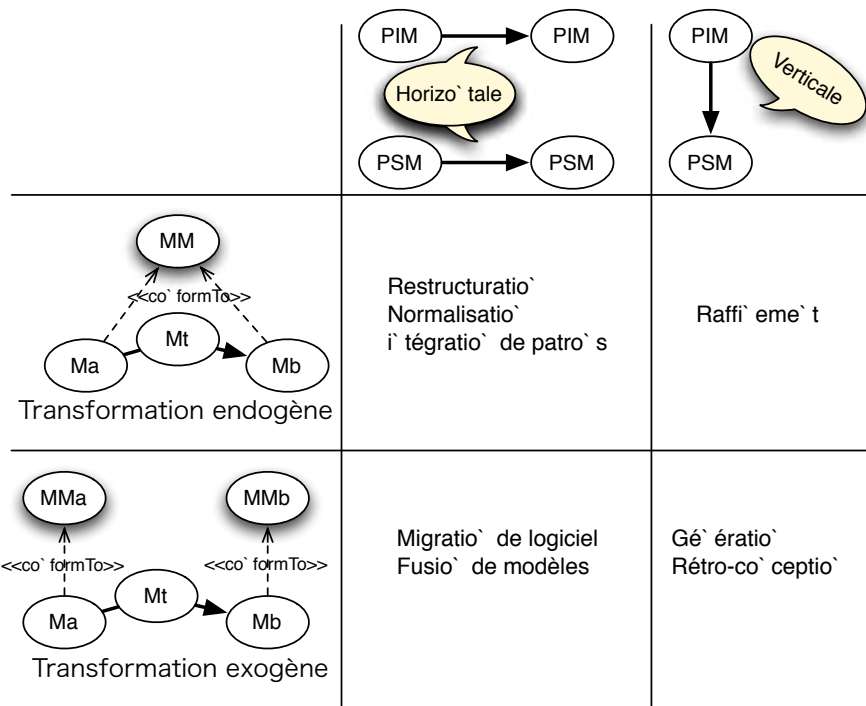 PIM PIM PIM
Horizo` tale
Verticale
PSM PSM PSM
MM
<<co` formTo>>
Mt
Ma Mb
Transformation endogène
Restructuratio`
Normalisatio`
i` tégratio` de patro` s
Raffi` eme` t
MMa MMb
<<co` formTo>> <<co` formTo>>
Mt
Ma Mb
Transformation exogène
Migratio` de logiciel
Fusio` de modèles
Gé` ératio`
Rétro-co` ceptio`